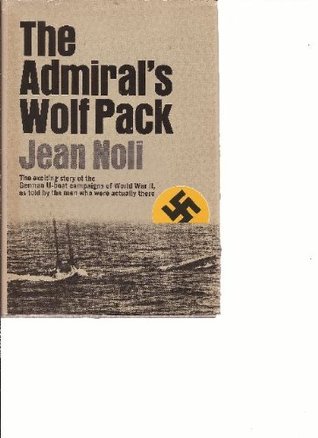 The
Admiral's
Wolf Pack
Jean Noli
The exciting story of the
German U-boat campaigns of World War II,
as told by the men who were actually there